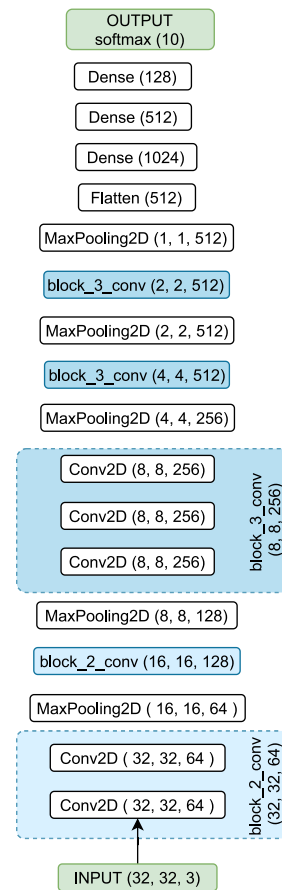 OUTPUT
softmax (10)
Dense (128)
Dense (512)
Dense (1024)
Flatten (512)
MaxPooling2D (1, 1, 512)
block_3_conv (2, 2, 512)
MaxPooling2D (2, 2, 512)
block_3_conv (4, 4, 512)
MaxPooling2D (4, 4, 256)
Conv2D (8, 8, 256)
Conv2D (8, 8, 256)
Conv2D (8, 8, 256)
block_3_conv
(8, 8, 256)
MaxPooling2D (8, 8, 128)
block_2_conv (16, 16, 128)
MaxPooling2D ( 16, 16, 64 )
Conv2D ( 32, 32, 64 )
Conv2D ( 32, 32, 64 )
block_2_conv
(32, 32, 64)
INPUT (32, 32, 3)